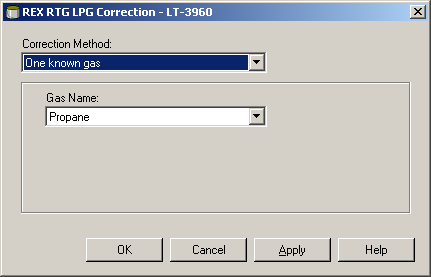 REX RTG LPG Correction - LT-3960
Correction Method:
One known gas
Gas Name:
Propane
OK Cancel Apply Help